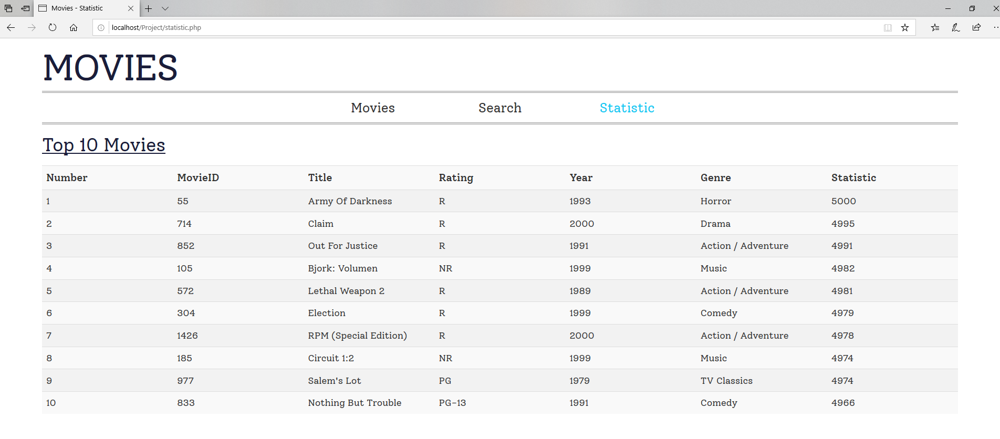 Movies - Statistic
localhost/Project/statistic.php
MOVIES
Movies Search Statistic
Top 10 Movies
Number MovieID Title Rating Year Genre Statistic
1 55 Army Of Darkness R 1993 Horror 5000
2 714 Claim R 2000 Drama 4995
3 852 Out For Justice R 1991 Action / Adventure 4991
4 105 Bjork: Volumen NR 1999 Music 4982
5 572 Lethal Weapon 2 R 1989 Action / Adventure 4981
6 304 Election R 1999 Comedy 4979
7 1426 RPM (Special Edition) R 2000 Action / Adventure 4978
8 185 Circuit 1:2 NR 1999 Music 4974
9 977 Salem's Lot PG 1979 TV Classics 4974
10 833 Nothing But Trouble PG-13 1991 Comedy 4966